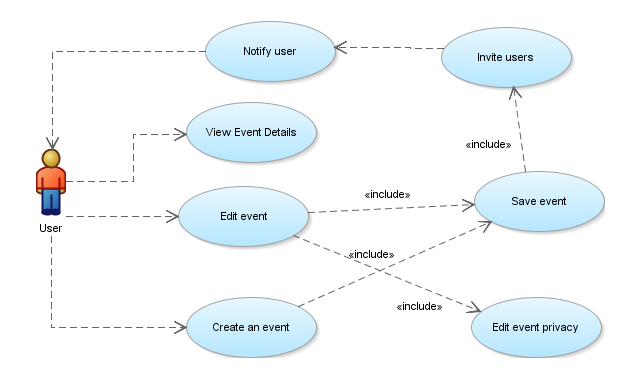 Notify user
Invite users
View Event Details
«include»
«include»
Save event
Edit event
User
«include»
«include»
Create an event
Edit event privacy